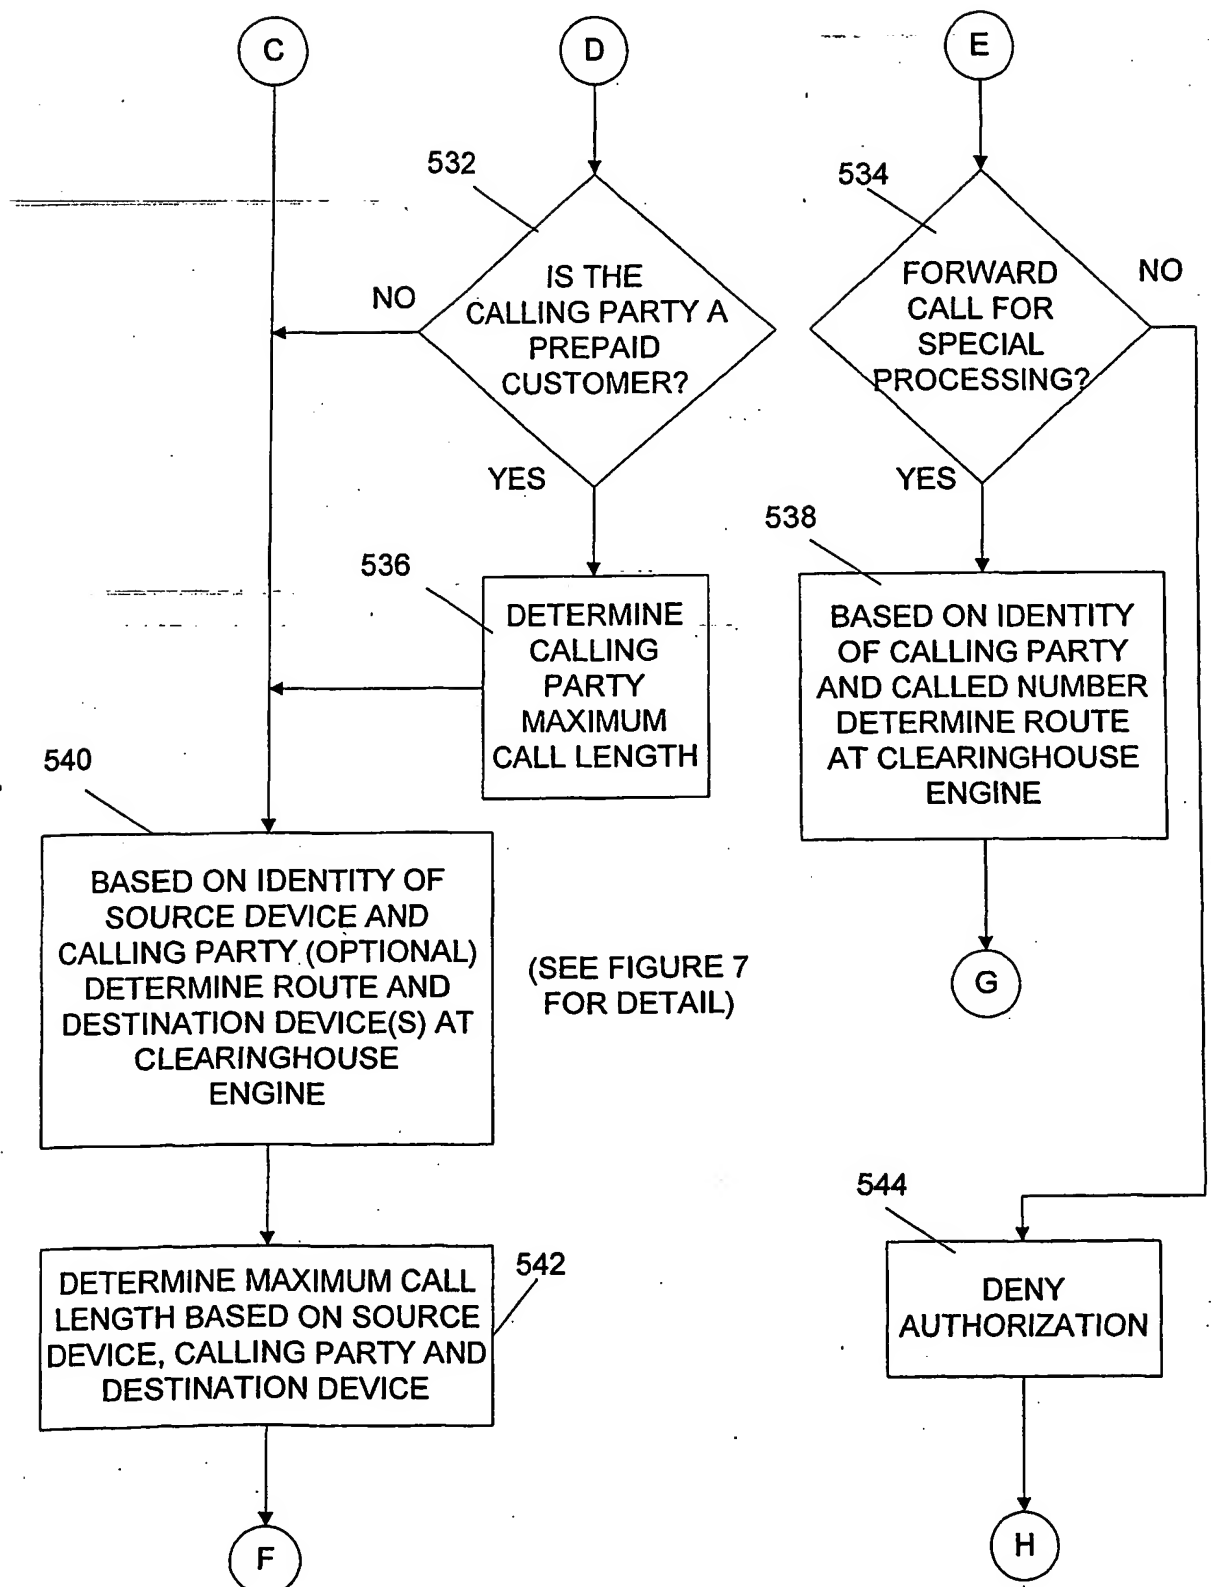 C
D
E
532
534
IS THE
CALLING PARTY A
PREPAID
CUSTOMER?
NO
YES
FORWARD
CALL FOR
SPECIAL
PROCESSING?
NO
YES
536
DETERMINE
CALLING
PARTY
MAXIMUM
CALL LENGTH
538
BASED ON IDENTITY
OF CALLING PARTY
AND CALLED NUMBER
DETERMINE ROUTE
AT CLEARINGHOUSE
ENGINE
540
BASED ON IDENTITY OF
SOURCE DEVICE AND
CALLING PARTY (OPTIONAL)
DETERMINE ROUTE AND
DESTINATION DEVICE(S) AT
CLEARINGHOUSE
ENGINE
(SEE FIGURE 7
FOR DETAIL)
G
542
DETERMINE MAXIMUM CALL
LENGTH BASED ON SOURCE
DEVICE, CALLING PARTY AND
DESTINATION DEVICE
544
DENY
AUTHORIZATION
F
H